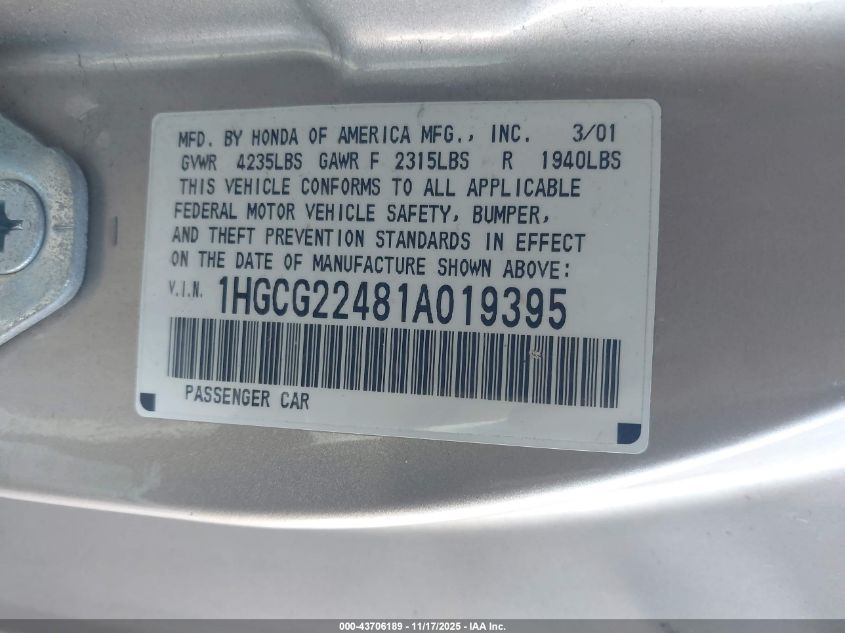 MFD. BY HONDA OF AMERICA MFG., INC. 3/01
GVWR 4235LBS GAWR F 2315LBS R 1940LBS
THIS VEHICLE CONFORMS TO ALL APPLICABLE
FEDERAL MOTOR VEHICLE SAFETY, BUMPER,
AND THEFT PREVENTION STANDARDS IN EFFECT
ON THE DATE OF MANUFACTURE SHOWN ABOVE:
V.I.N. 1HGCG22481A019395
PASSENGER CAR
000-43706189 - 11/17/2025 - IAA Inc.